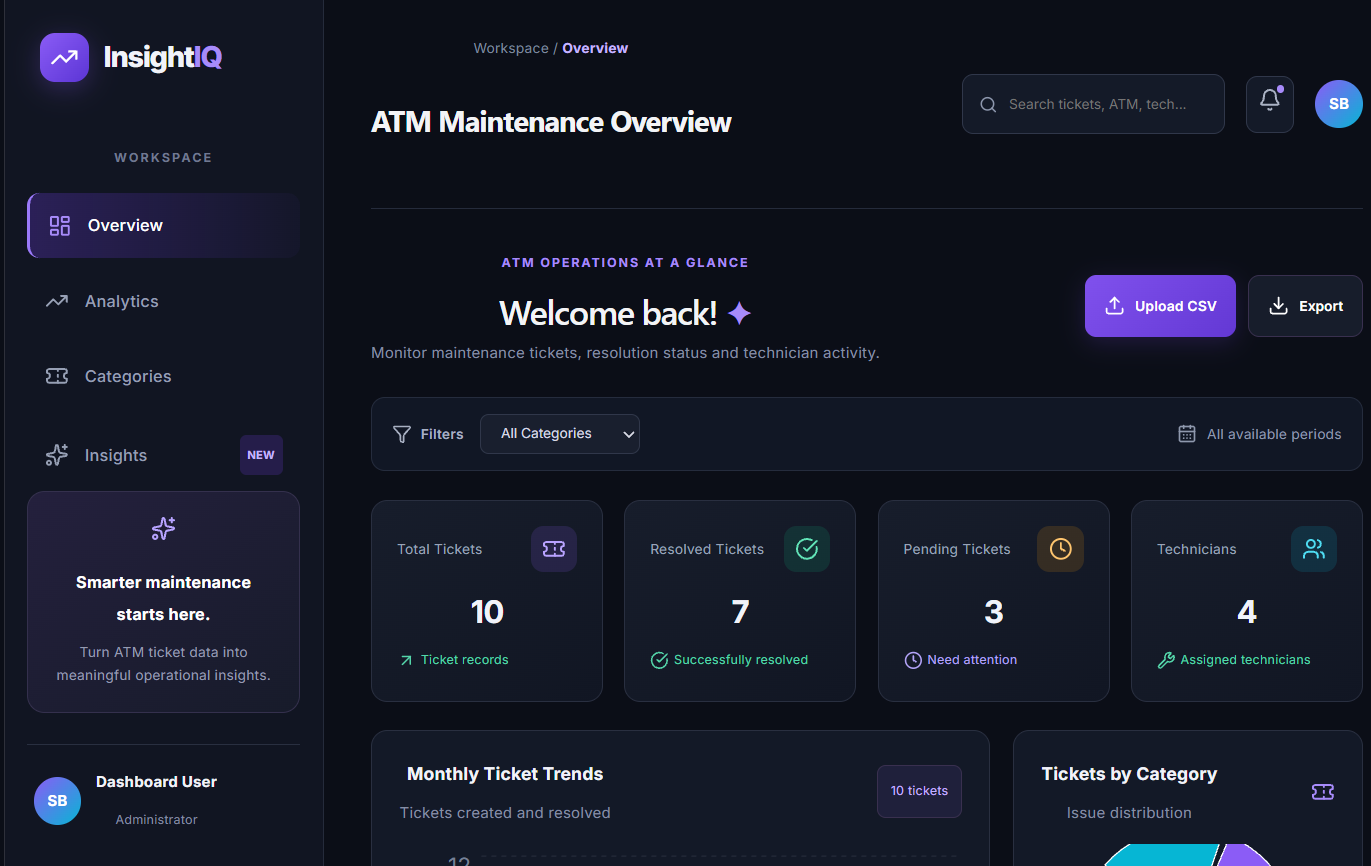 InsightIQ
WORKSPACE
Overview
Analytics
Categories
Insights
NEW
Smarter maintenance
starts here.
Turn ATM ticket data into
meaningful operational insights.
SB
Dashboard User
Administrator
Workspace / Overview
ATM Maintenance Overview
Search tickets, ATM, tech...
SB
ATM OPERATIONS AT A GLANCE
Welcome back!
Monitor maintenance tickets, resolution status and technician activity.
Upload CSV
Export
Filters
All Categories
All available periods
Total Tickets
10
Ticket records
Resolved Tickets
7
Successfully resolved
Pending Tickets
3
Need attention
Technicians
4
Assigned technicians
Monthly Ticket Trends
Tickets created and resolved
10 tickets
12
Tickets by Category
Issue distribution